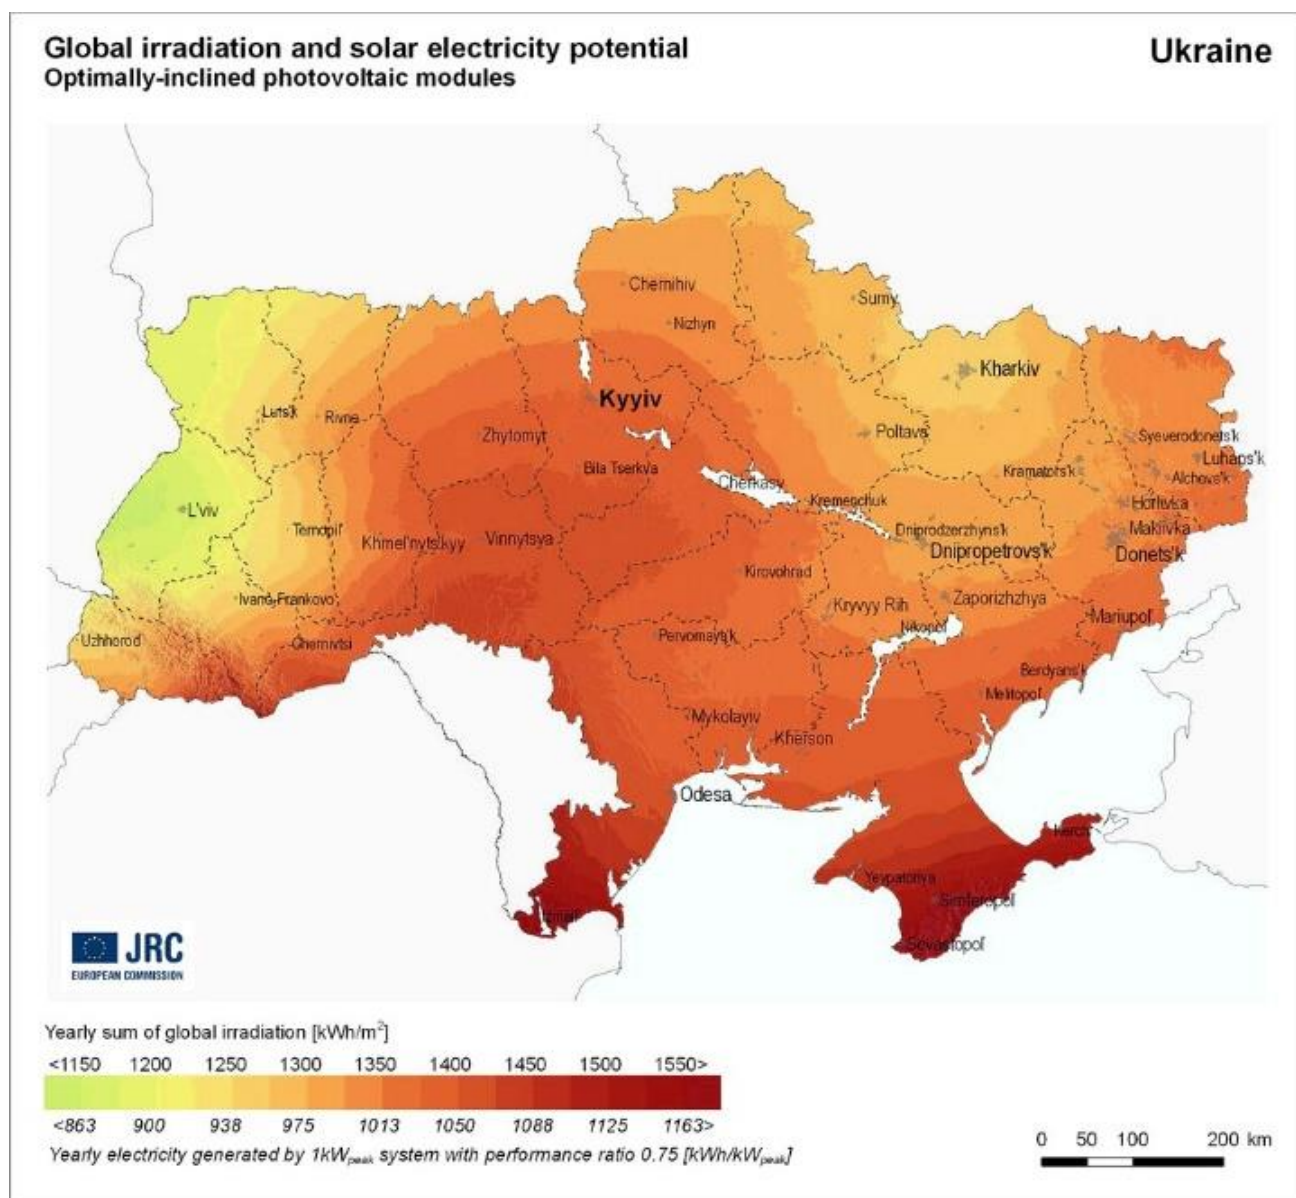 Global irradiation and solar electricity potential
Optimally-inclined photovoltaic modules
Ukraine
Chernihiv
Sumy
Nizhyn
Kharkiv
Kyyiv
Luts'k
Rivne
Zhytomyr
Poltava
Syeverodonets'k
Luhans'k
Bila Tserkva
Kramators'k
Alchevs'k
Cherkasy
Kremenchuk
Horlivka
L'viv
Ternopil'
Khmel'nyts'kyy
Vinnytsya
Dniprodzerzhyns'k
Makiivka
Dnipropetrovs'k
Donets'k
Kirovohrad
Ivano-Frankovo
Kryvyy Rih
Zaporizhzhya
Mariupol'
Nikopol'
Uzhhorod
Chernivtsi
Pervomays'k
Berdyans'k
Melitopol'
Mykolayiv
Kherson
Odesa
Kerch
Yevpatoriya
Simferopol'
Izmail'
Sevastopol'
JRC
EUROPEAN COMMISSION
Yearly sum of global irradiation [kWh/m²]
<1150 1200 1250 1300 1350 1400 1450 1500 1550>
<863 900 938 975 1013 1050 1088 1125 1163>
Yearly electricity generated by 1kWpeak system with performance ratio 0.75 [kWh/kWpeak]
0 50 100 200 km